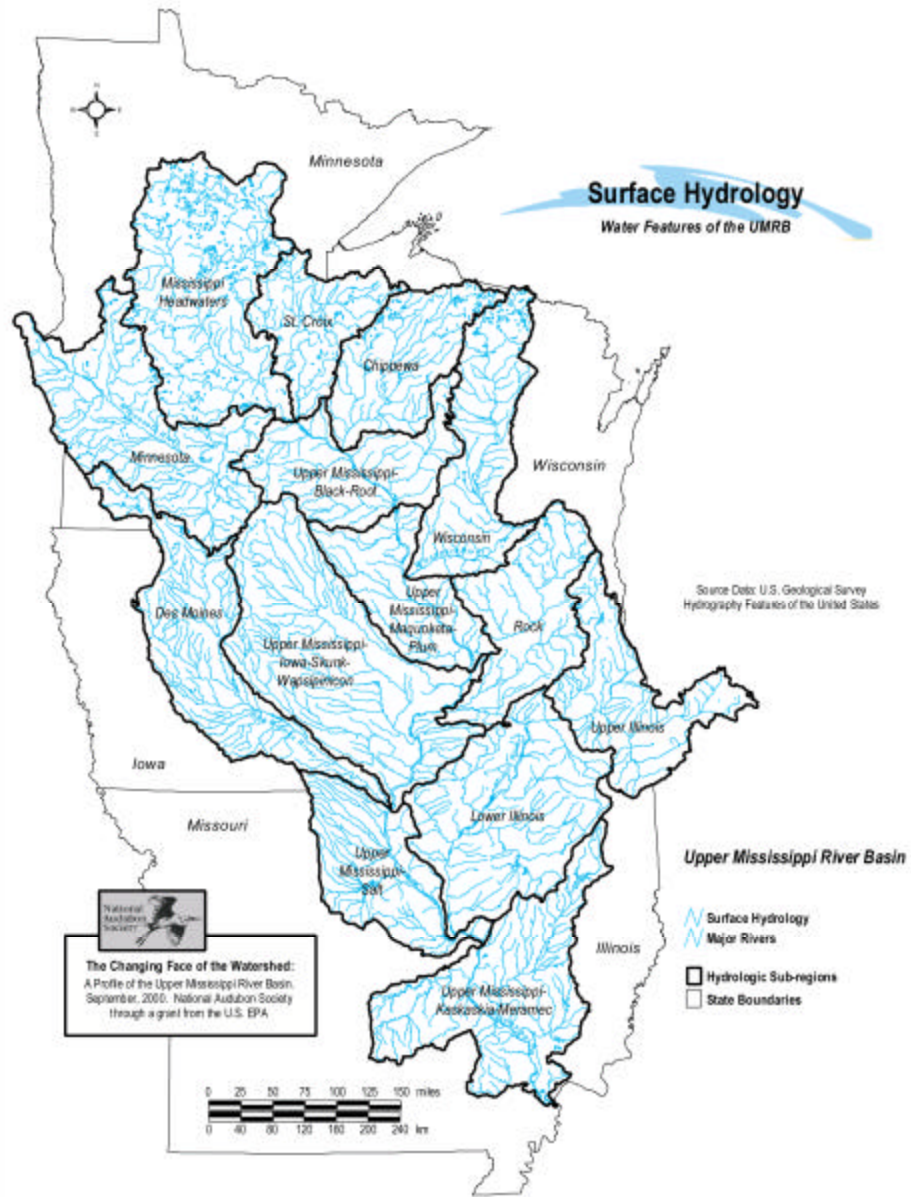 N
W
E
S
Minnesota
Surface Hydrology
Water Features of the UMRB
Mississippi
Headwaters
St. Croix
Chippewa
Minnesota
Upper Mississippi-
Black-Root
Wisconsin
Wisconsin
Source Data: U.S. Geological Survey
Hydrography Features of the United States
Des Moines
Upper
Mississippi-
Maquoketa-
Plum
Rock
Upper Mississippi-
Iowa-Skunk-
Wapsipinicon
Upper Illinois
Iowa
Missouri
Lower Illinois
Upper
Mississippi-
Salt
Upper Mississippi River Basin
Surface Hydrology
Major Rivers
Hydrologic Sub-regions
State Boundaries
National
Audubon
Society
The Changing Face of the Watershed:
A Profile of the Upper Mississippi River Basin.
September, 2000. National Audubon Society
through a grant from the U.S. EPA
Illinois
Upper Mississippi-
Kaskaskia-Meramec
0 25 50 75 100 125 150 miles
0 40 80 120 160 200 240 km